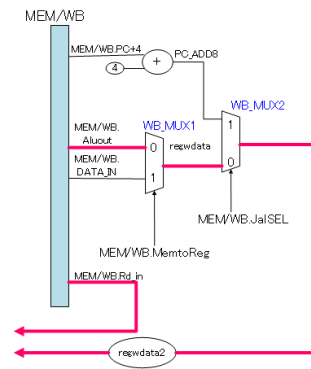 MEM/WB
MEM/WB.PC+4
PC_ADD8
4
+
WB_MUX2
MEM/WB.
Aluout
WB_MUX1
1
0
regwdata
MEM/WB.
DATA_IN
0
1
MEM/WB.JalSEL
MEM/WB.MemtoReg
MEM/WB.Rd_in
regwdata2